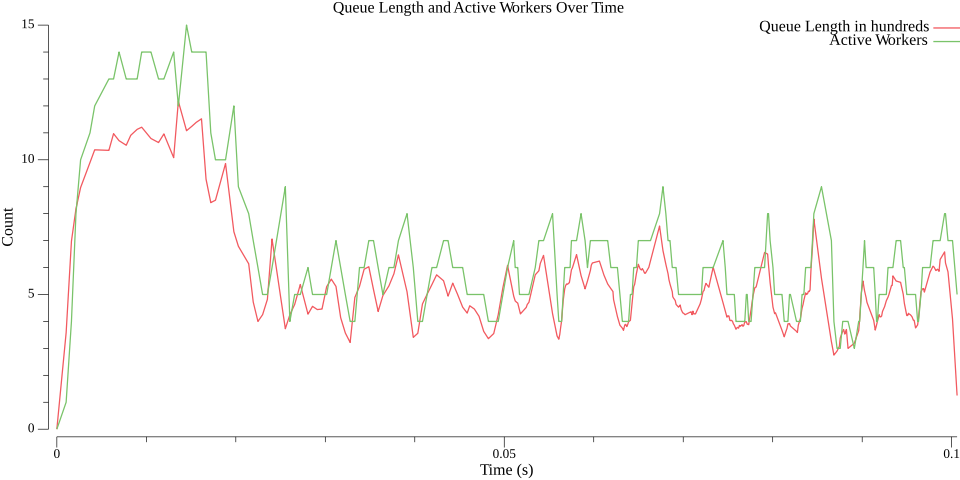 Queue Length and Active Workers Over Time
Queue Length in hundreds
Active Workers
15
10
5
0
Count
0
0.05
0.1
Time (s)